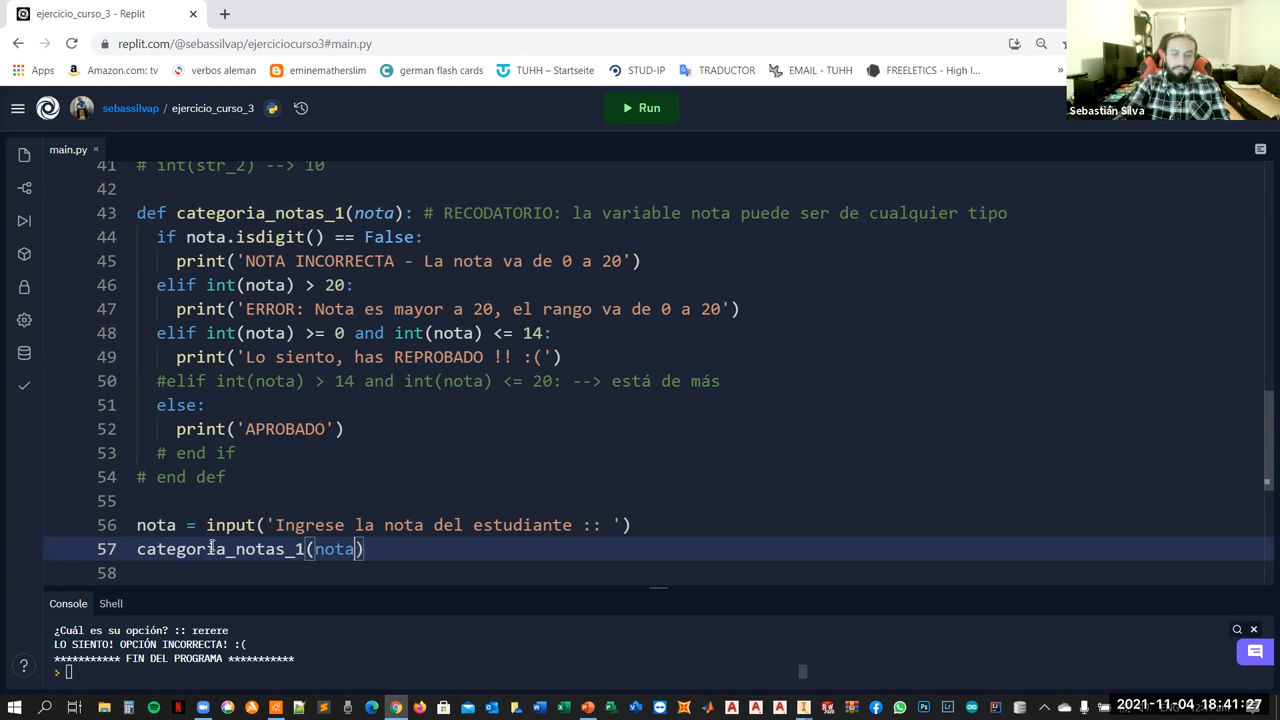 ejercicio_curso_3 - Replit
replit.com/@sebassilvap/ejerciciocurso3#main.py
Apps Amazon.com: tv verbos aleman eminematherslim german flash cards TUHH – Startseite STUD-IP TRADUCTOR EMAIL - TUHH FREELETICS - High I... »
Sebastián Silva
sebassilvap / ejercicio_curso_3 Run
main.py
41 # int(str_2) --> 10
42
43 def categoria_notas_1(nota): # RECODATORIO: la variable nota puede ser de cualquier tipo
44 if nota.isdigit() == False:
45 print('NOTA INCORRECTA - La nota va de 0 a 20')
46 elif int(nota) > 20:
47 print('ERROR: Nota es mayor a 20, el rango va de 0 a 20')
48 elif int(nota) >= 0 and int(nota) <= 14:
49 print('Lo siento, has REPROBADO !! :(')
50 #elif int(nota) > 14 and int(nota) <= 20: --> está de más
51 else:
52 print('APROBADO')
53 # end if
54 # end def
55
56 nota = input('Ingrese la nota del estudiante :: ')
57 categoria_notas_1(nota)
58
Console Shell
¿Cuál es su opción? :: rerere
LO SIENTO! OPCIÓN INCORRECTA! :(
*********** FIN DEL PROGRAMA ***********
>
2021-11-04 18:41:27